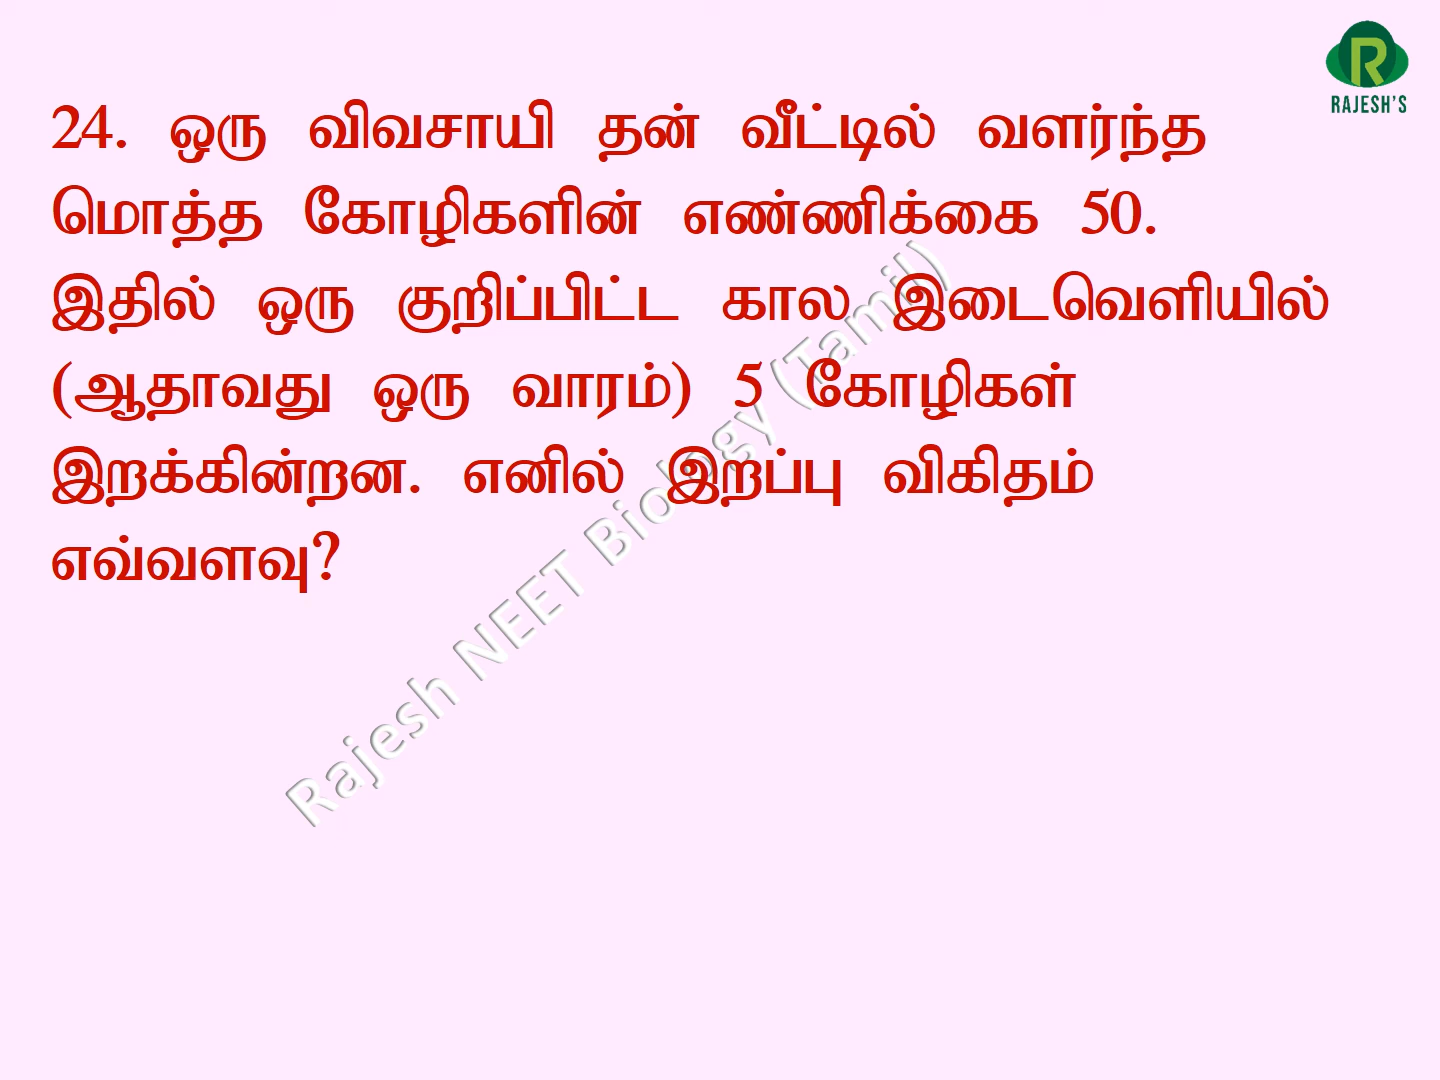 RAJESH'S
24. ஒரு விவசாயி தன் வீட்டில் வளர்ந்த
மொத்த கோழிகளின் எண்ணிக்கை 50.
இதில் ஒரு குறிப்பிட்ட கால இடைவெளியில்
(ஆதாவது ஒரு வாரம்) 5 கோழிகள்
இறக்கின்றன. எனில் இறப்பு விகிதம்
எவ்வளவு?
Rajesh NEET Biology (Tamil)